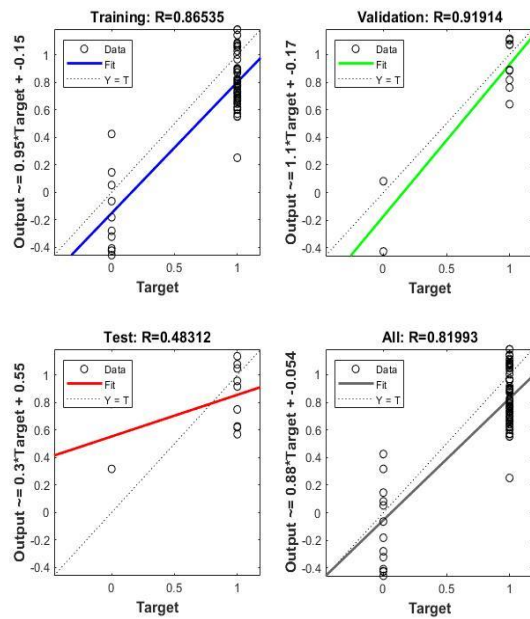 Training: R=0.86535
Output ~= 0.95*Target + -0.15
1
0.8
0.6
0.4
0.2
0
-0.2
-0.4
Data
Fit
Y = T
0
0.5
1
Target
Validation: R=0.91914
Output ~= 1.1*Target + -0.17
1
0.8
0.6
0.4
0.2
0
-0.2
-0.4
Data
Fit
Y = T
0
0.5
1
Target
Test: R=0.48312
Output ~= 0.3*Target + 0.55
1
0.8
0.6
0.4
0.2
0
-0.2
-0.4
Data
Fit
Y = T
0
0.5
1
Target
All: R=0.81993
Output ~= 0.88*Target + -0.054
1
0.8
0.6
0.4
0.2
0
-0.2
-0.4
Data
Fit
Y = T
0
0.5
1
Target